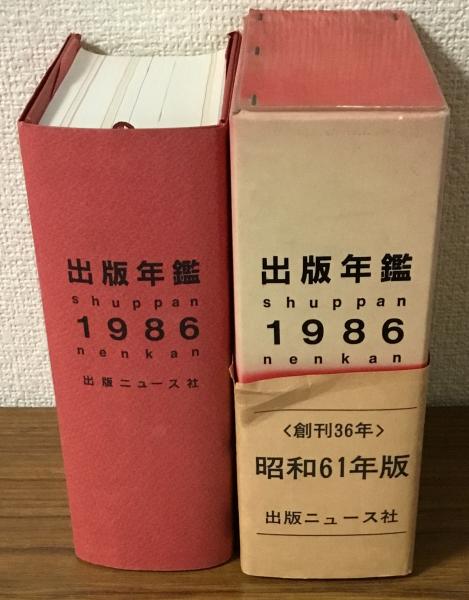 出版年鑑
shuppan
1986
nenkan
出版ニュース社
出版年鑑
shuppan
1986
nenkan
〈創刊36年〉
昭和61年版
出版ニュース社